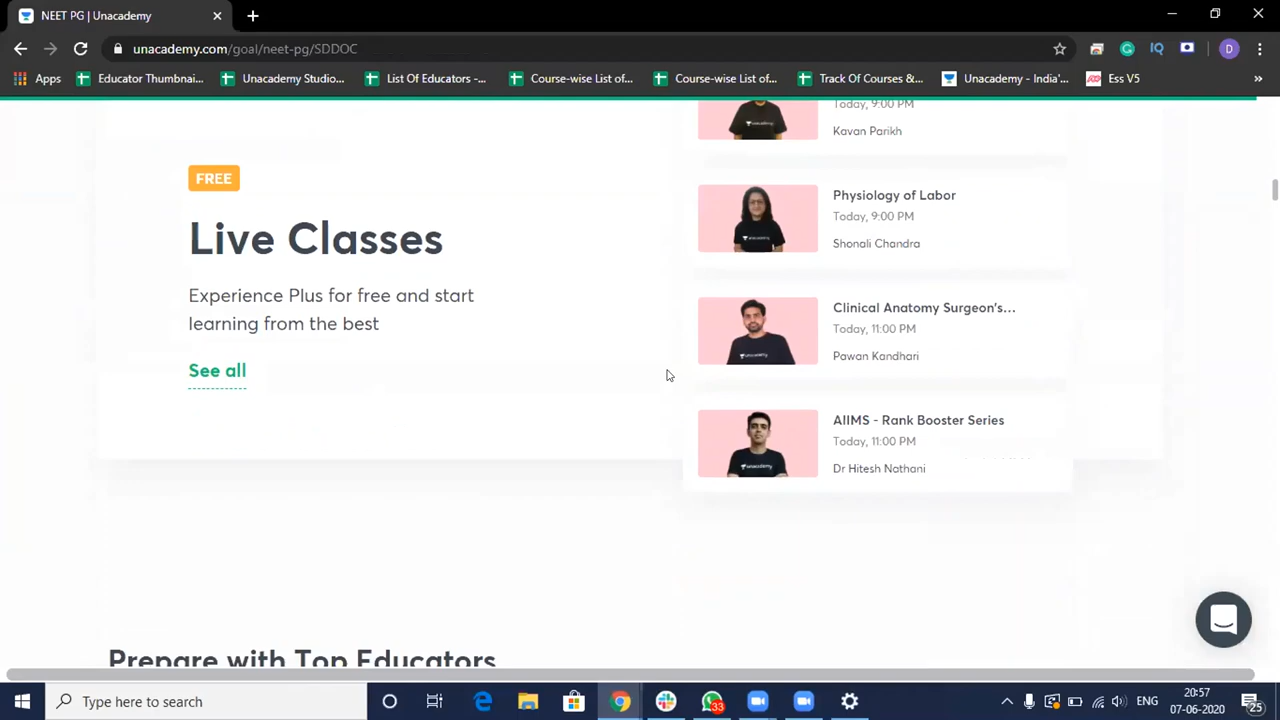 NEET PG | Unacademy
unacademy.com/goal/neet-pg/SDDOC
D
Apps
Educator Thumbnai...
Unacademy Studio...
List Of Educators -...
Course-wise List of...
Course-wise List of...
Track Of Courses &...
Unacademy - India'...
Ess V5
»
FREE
Live Classes
Experience Plus for free and start
learning from the best
See all
Today, 9:00 PM
Kavan Parikh
Physiology of Labor
Today, 9:00 PM
Shonali Chandra
Clinical Anatomy Surgeon's...
Today, 11:00 PM
Pawan Kandhari
AIIMS - Rank Booster Series
Today, 11:00 PM
Dr Hitesh Nathani
Prepare with Top Educators
Type here to search
33
ENG
20:57
07-06-2020
25